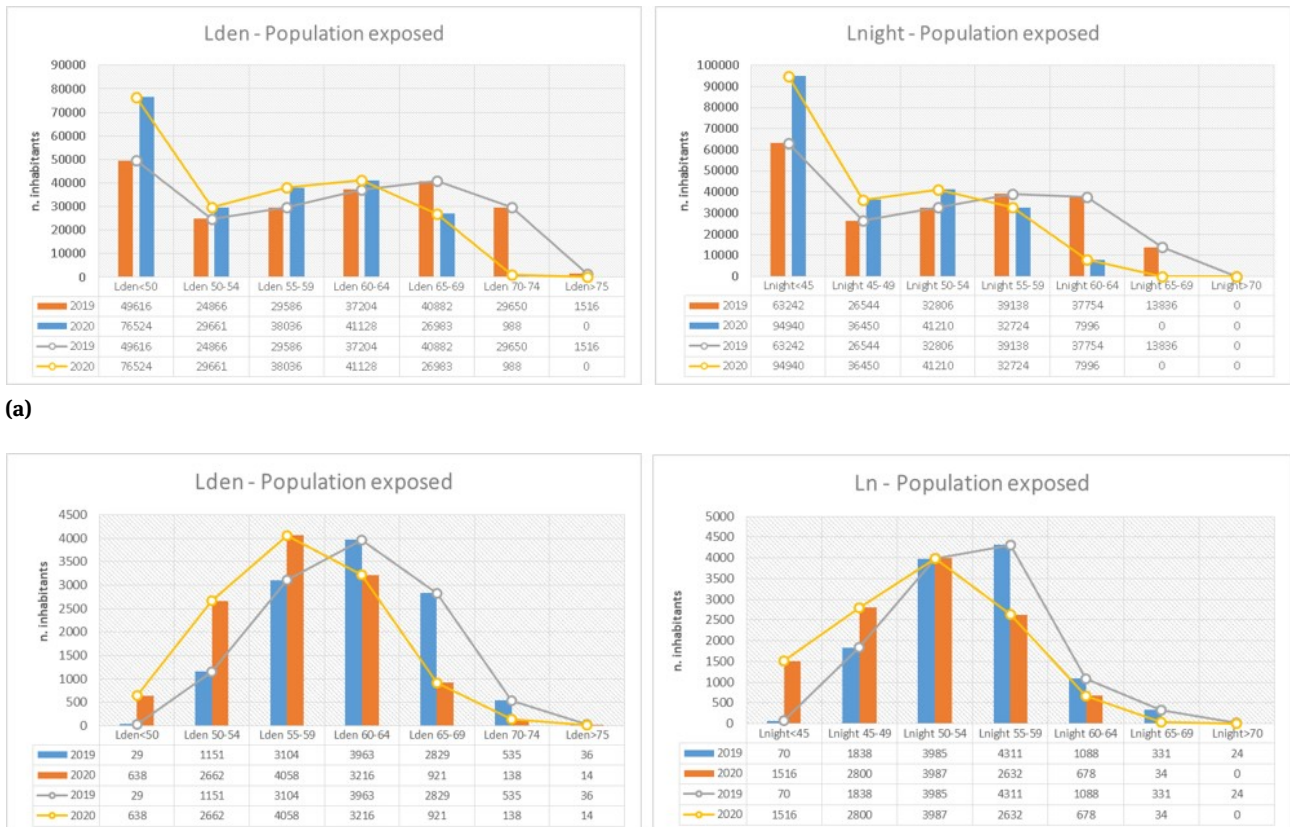 Lden - Population exposed
n. inhabitants
90000
80000
70000
60000
50000
40000
30000
20000
10000
0
Lden<50 Lden 50-54 Lden 55-59 Lden 60-64 Lden 65-69 Lden 70-74 Lden>75
2019 49616 24866 29586 37204 40882 29650 1516
2020 76524 29661 38036 41128 26983 988 0
2019 49616 24866 29586 37204 40882 29650 1516
2020 76524 29661 38036 41128 26983 988 0
Lnight - Population exposed
n. inhabitants
100000
90000
80000
70000
60000
50000
40000
30000
20000
10000
0
Lnight<45 Lnight 45-49 Lnight 50-54 Lnight 55-59 Lnight 60-64 Lnight 65-69 Lnight>70
2019 63242 26544 32806 39138 37754 13836 0
2020 94940 36450 41210 32724 7996 0 0
2019 63242 26544 32806 39138 37754 13836 0
2020 94940 36450 41210 32724 7996 0 0
(a)
Lden - Population exposed
n. inhabitants
4500
4000
3500
3000
2500
2000
1500
1000
500
0
Lden<50 Lden 50-54 Lden 55-59 Lden 60-64 Lden 65-69 Lden 70-74 Lden>75
2019 29 1151 3104 3963 2829 535 36
2020 638 2662 4058 3216 921 138 14
2019 29 1151 3104 3963 2829 535 36
2020 638 2662 4058 3216 921 138 14
Ln - Population exposed
n. inhabitants
5000
4500
4000
3500
3000
2500
2000
1500
1000
500
0
Lnight<45 Lnight 45-49 Lnight 50-54 Lnight 55-59 Lnight 60-64 Lnight 65-69 Lnight>70
2019 70 1838 3985 4311 1088 331 24
2020 1516 2800 3987 2632 678 34 0
2019 70 1838 3985 4311 1088 331 24
2020 1516 2800 3987 2632 678 34 0